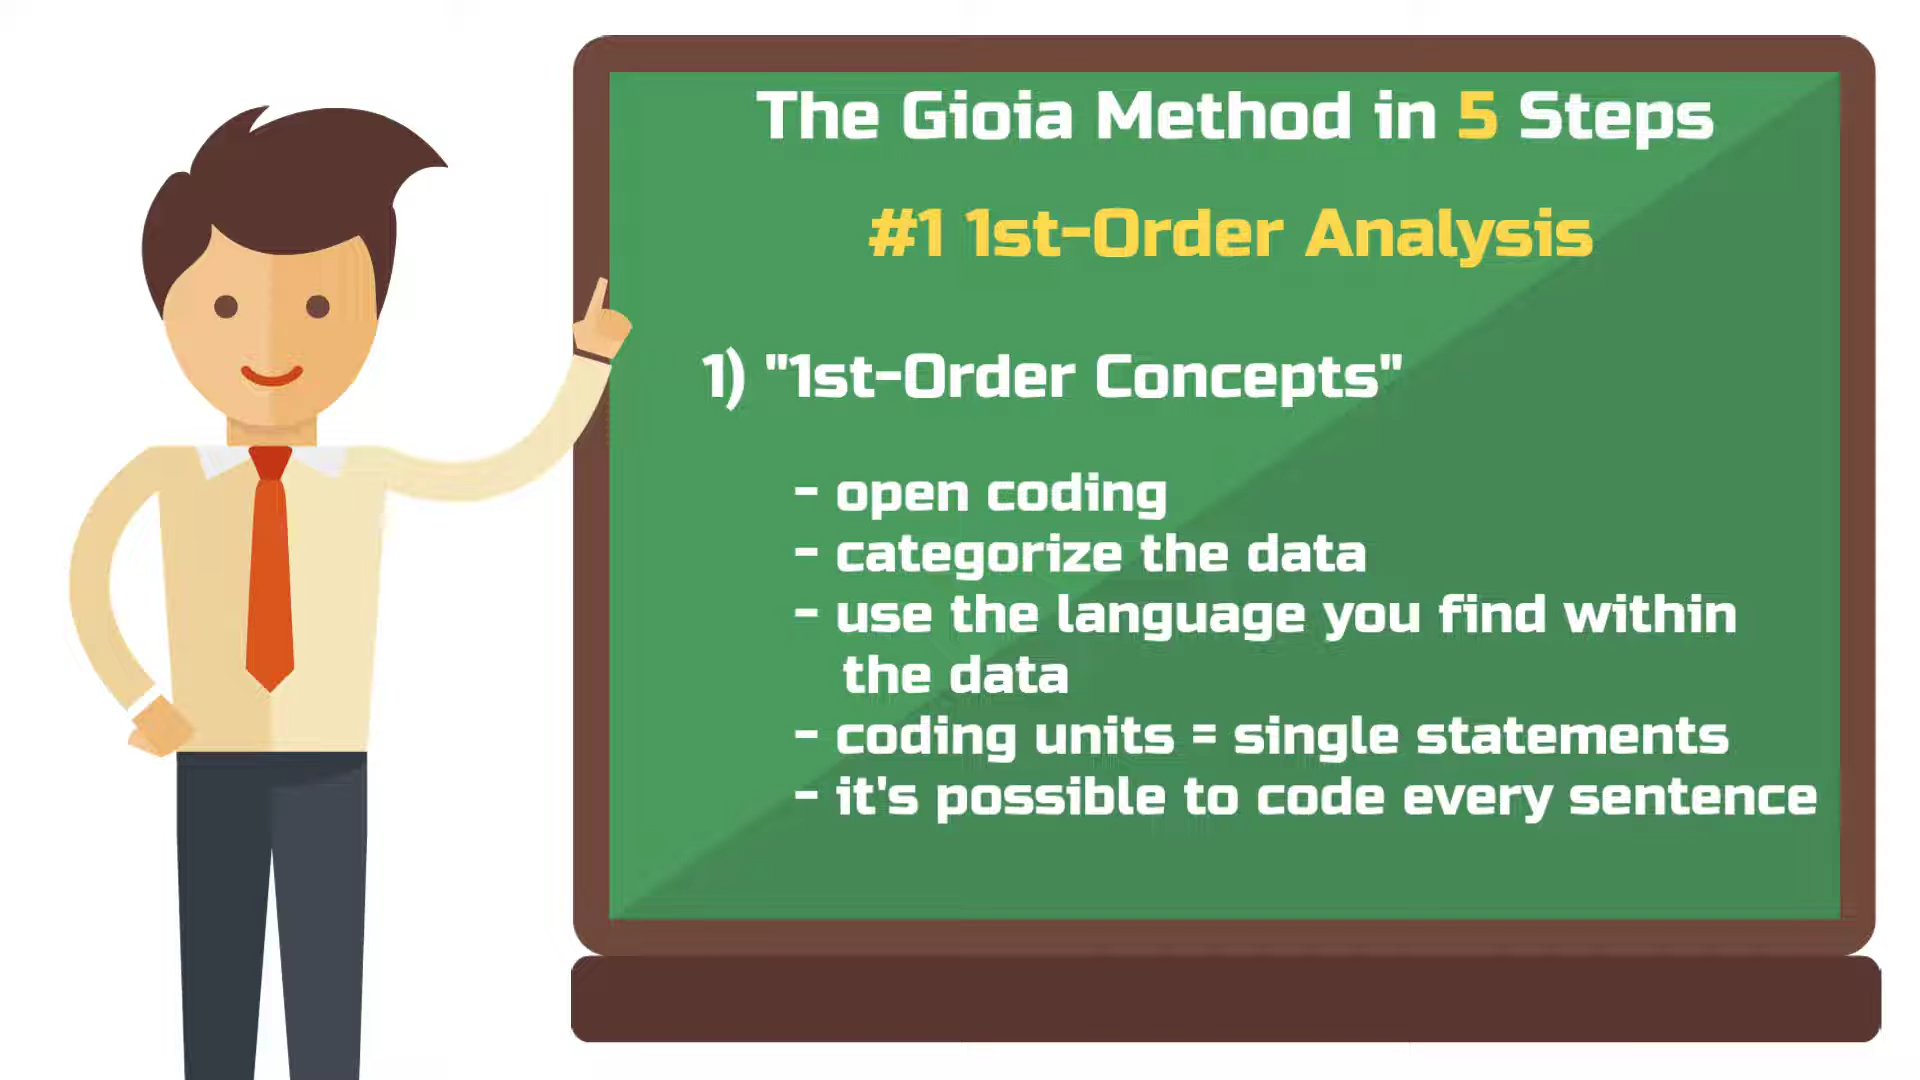 The Gioia Method in 5 Steps
#1 1st-Order Analysis
1) "1st-Order Concepts"
- open coding
- categorize the data
- use the language you find within
the data
- coding units = single statements
- it's possible to code every sentence